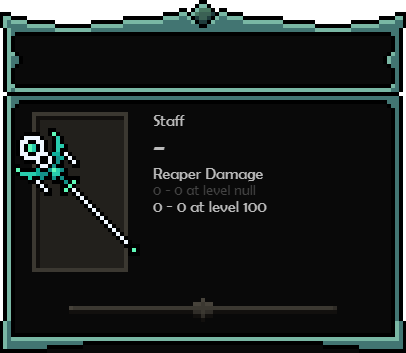 Staff
–
Reaper Damage
0 - 0 at level null
0 - 0 at level 100